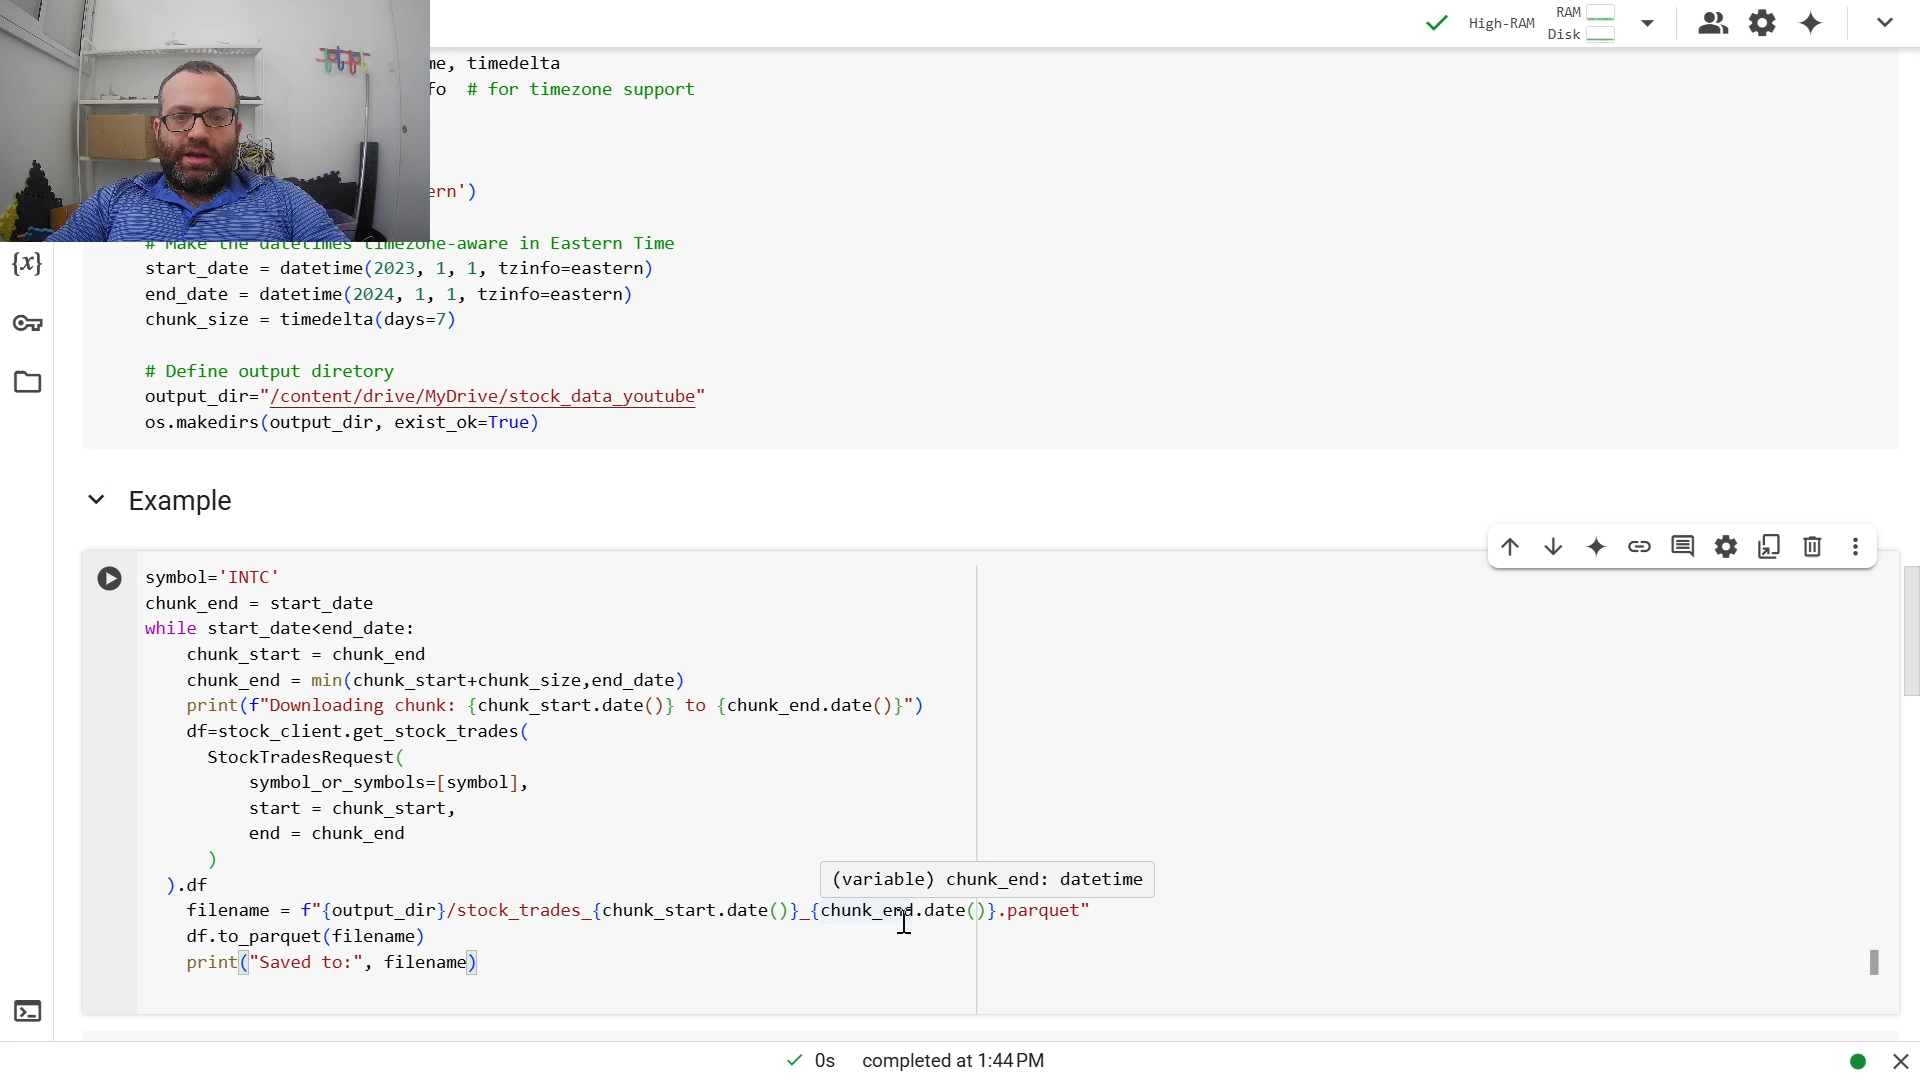 High-RAM
RAM
Disk
me, timedelta
fo  # for timezone support
ern')
# Make the datetimes timezone-aware in Eastern Time
start_date = datetime(2023, 1, 1, tzinfo=eastern)
end_date = datetime(2024, 1, 1, tzinfo=eastern)
chunk_size = timedelta(days=7)
# Define output diretory
output_dir="/content/drive/MyDrive/stock_data_youtube"
os.makedirs(output_dir, exist_ok=True)
{x}
Example
symbol='INTC'
chunk_end = start_date
while start_date<end_date:
    chunk_start = chunk_end
    chunk_end = min(chunk_start+chunk_size,end_date)
    print(f"Downloading chunk: {chunk_start.date()} to {chunk_end.date()}")
    df=stock_client.get_stock_trades(
      StockTradesRequest(
          symbol_or_symbols=[symbol],
          start = chunk_start,
          end = chunk_end
      )
  ).df
(variable) chunk_end: datetime
    filename = f"{output_dir}/stock_trades_{chunk_start.date()}_{chunk_end.date()}.parquet"
    df.to_parquet(filename)
    print("Saved to:", filename)
0s completed at 1:44 PM